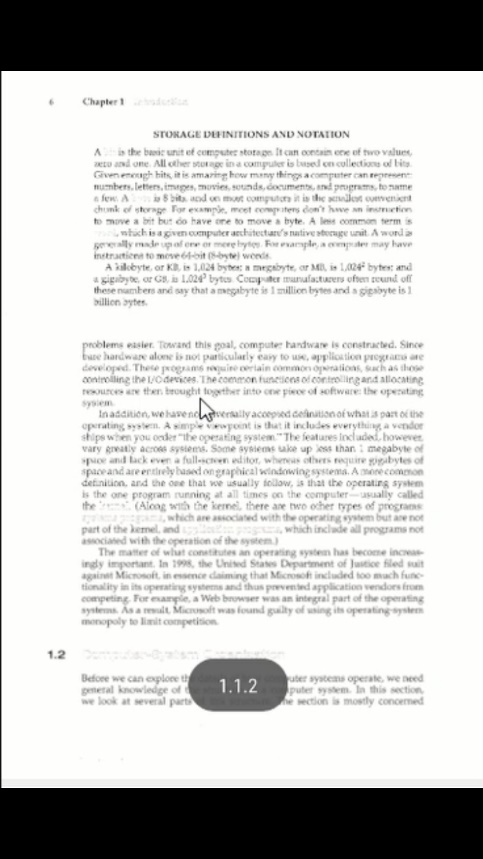 6 Chapter 1 Introduction
STORAGE DEFINITIONS AND NOTATION
A bit is the basic unit of computer storage. It can contain one of two values,
zero and one. All other storage in a computer is based on collections of bits.
Given enough bits, it is amazing how many things a computer can represent:
numbers, letters, images, movies, sounds, documents, and programs, to name
a few. A byte is 8 bits, and on most computers it is the smallest convenient
chunk of storage. For example, most computers don't have an instruction
to move a bit but do have one to move a byte. A less common term is
word, which is a given computer architecture's native storage unit. A word is
generally made up of one or more bytes. For example, a computer may have
instructions to move 64-bit (8-byte) words.
A kilobyte, or KB, is 1,024 bytes; a megabyte, or MB, is 1,024² bytes; and
a gigabyte, or GB, is 1,024³ bytes. Computer manufacturers often round off
these numbers and say that a megabyte is 1 million bytes and a gigabyte is 1
billion bytes.
problems easier. Toward this goal, computer hardware is constructed. Since
bare hardware alone is not particularly easy to use, application programs are
developed. These programs require certain common operations, such as those
controlling the I/O devices. The common functions of controlling and allocating
resources are then brought together into one piece of software: the operating
system.
In addition, we have no versally accepted definition of what is part of the
operating system. A simple viewpoint is that it includes everything a vendor
ships when you order "the operating system." The features included, however,
vary greatly across systems. Some systems take up less than 1 megabyte of
space and lack even a full-screen editor, whereas others require gigabytes of
space and are entirely based on graphical windowing systems. A more common
definition, and the one that we usually follow, is that the operating system
is the one program running at all times on the computer—usually called
the kernel. (Along with the kernel, there are two other types of programs:
systems programs, which are associated with the operating system but are not
part of the kernel, and application programs, which include all programs not
associated with the operation of the system.)
The matter of what constitutes an operating system has become increas-
ingly important. In 1998, the United States Department of Justice filed suit
against Microsoft, in essence claiming that Microsoft included too much func-
tionality in its operating systems and thus prevented application vendors from
competing. For example, a Web browser was an integral part of the operating
systems. As a result, Microsoft was found guilty of using its operating-system
monopoly to limit competition.
1.2 Computer-System Organization
Before we can explore the uter systems operate, we need
general knowledge of puter system. In this section,
we look at several parts he section is mostly concerned
1.1.2